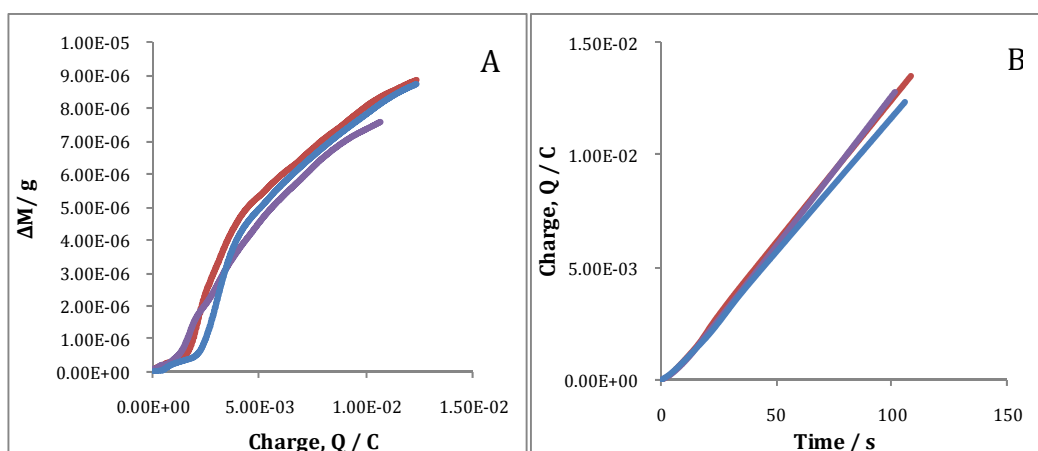 A
1.00E-05
9.00E-06
8.00E-06
7.00E-06
6.00E-06
5.00E-06
4.00E-06
3.00E-06
2.00E-06
1.00E-06
0.00E+00
ΔM/ g
0.00E+00 5.00E-03 1.00E-02 1.50E-02
Charge, Q / C
B
1.50E-02
1.00E-02
5.00E-03
0.00E+00
Charge, Q / C
0 50 100 150
Time / s